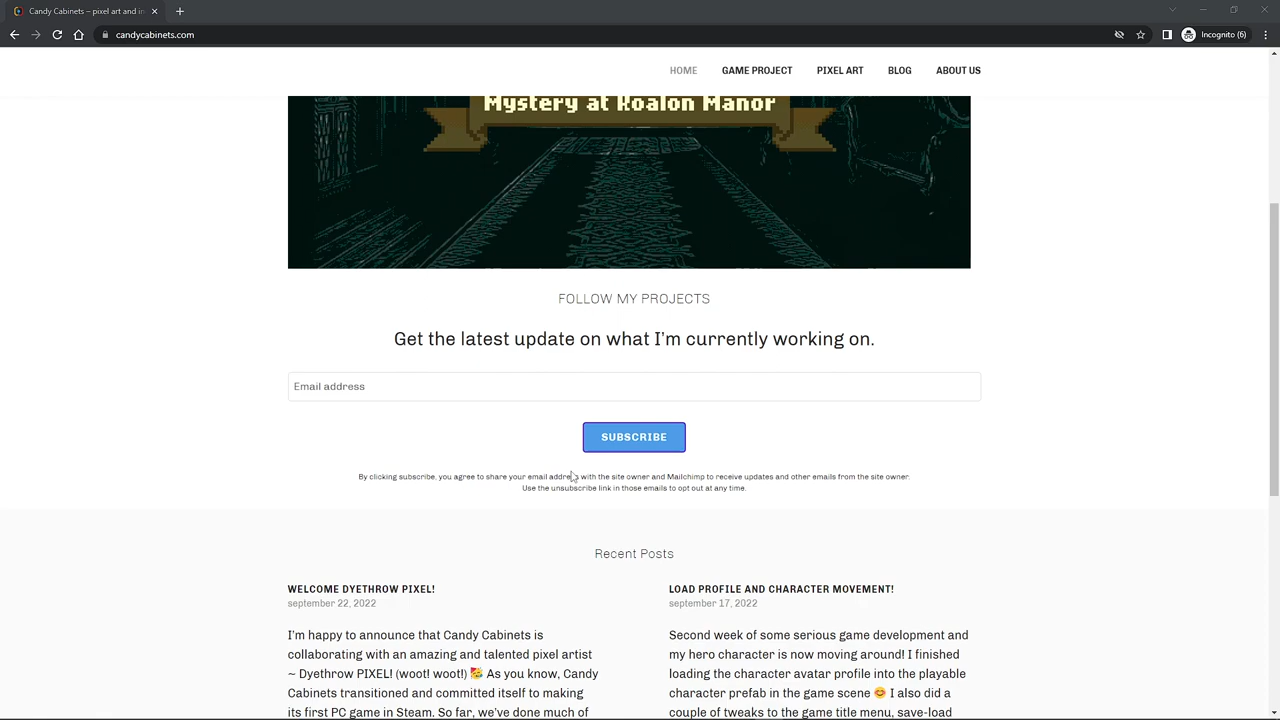 Candy Cabinets – pixel art and in
candycabinets.com
Incognito (6)
HOME
GAME PROJECT
PIXEL ART
BLOG
ABOUT US
Mystery at Koalon Manor
FOLLOW MY PROJECTS
Get the latest update on what I'm currently working on.
Email address
SUBSCRIBE
By clicking subscribe, you agree to share your email address with the site owner and Mailchimp to receive updates and other emails from the site owner.
Use the unsubscribe link in those emails to opt out at any time.
Recent Posts
WELCOME DYETHROW PIXEL!
september 22, 2022
I'm happy to announce that Candy Cabinets is
collaborating with an amazing and talented pixel artist
~ Dyethrow PIXEL! (woot! woot!) 🥳 As you know, Candy
Cabinets transitioned and committed itself to making
its first PC game in Steam. So far, we've done much of
LOAD PROFILE AND CHARACTER MOVEMENT!
september 17, 2022
Second week of some serious game development and
my hero character is now moving around! I finished
loading the character avatar profile into the playable
character prefab in the game scene 😊 I also did a
couple of tweaks to the game title menu, save-load